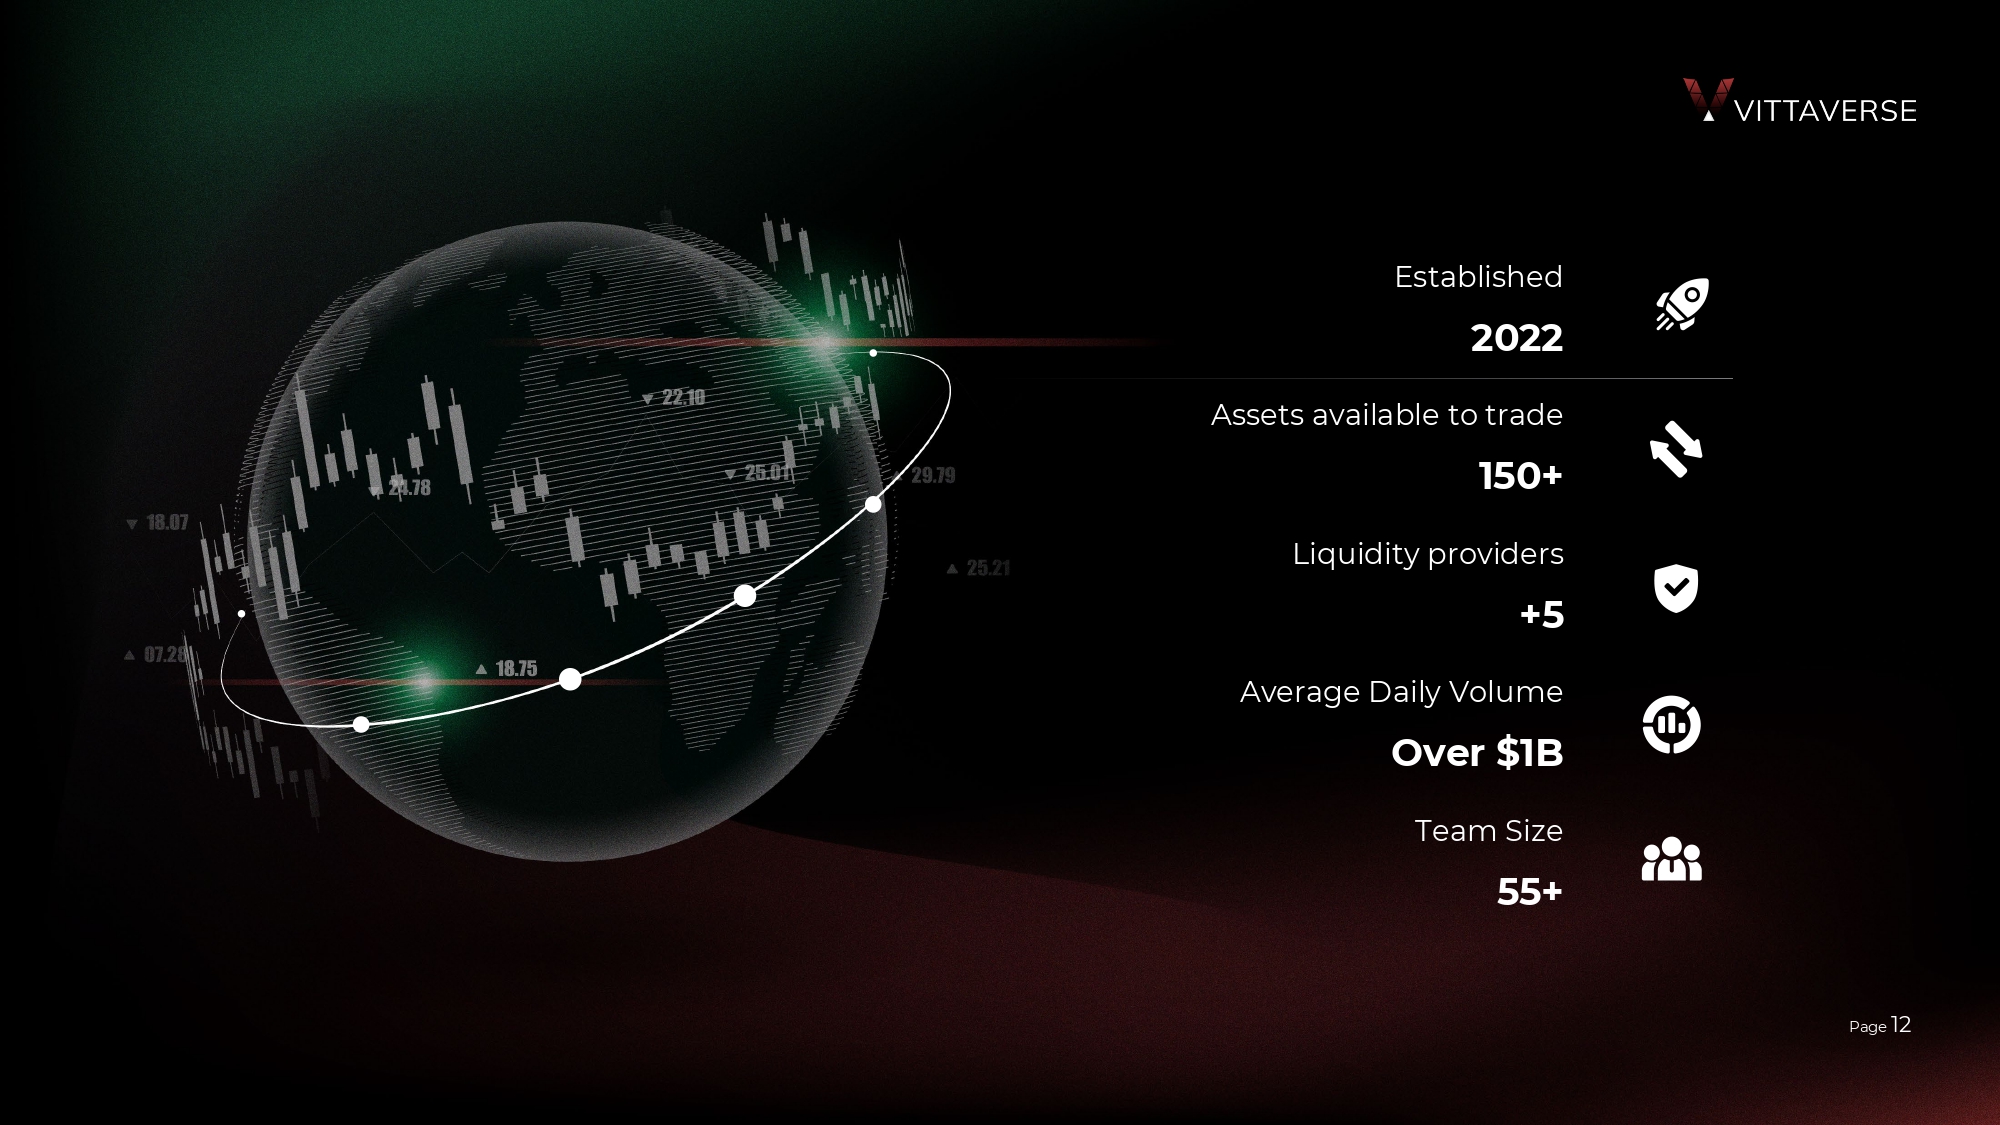 VITTAVERSE
Established
2022
Assets available to trade
150+
Liquidity providers
+5
Average Daily Volume
Over $1B
Team Size
55+
▼ 22.10
▼ 25.01
▼ 24.78
29.79
▼ 18.07
▲ 25.21
▲ 07.28
▲ 18.75
Page 12